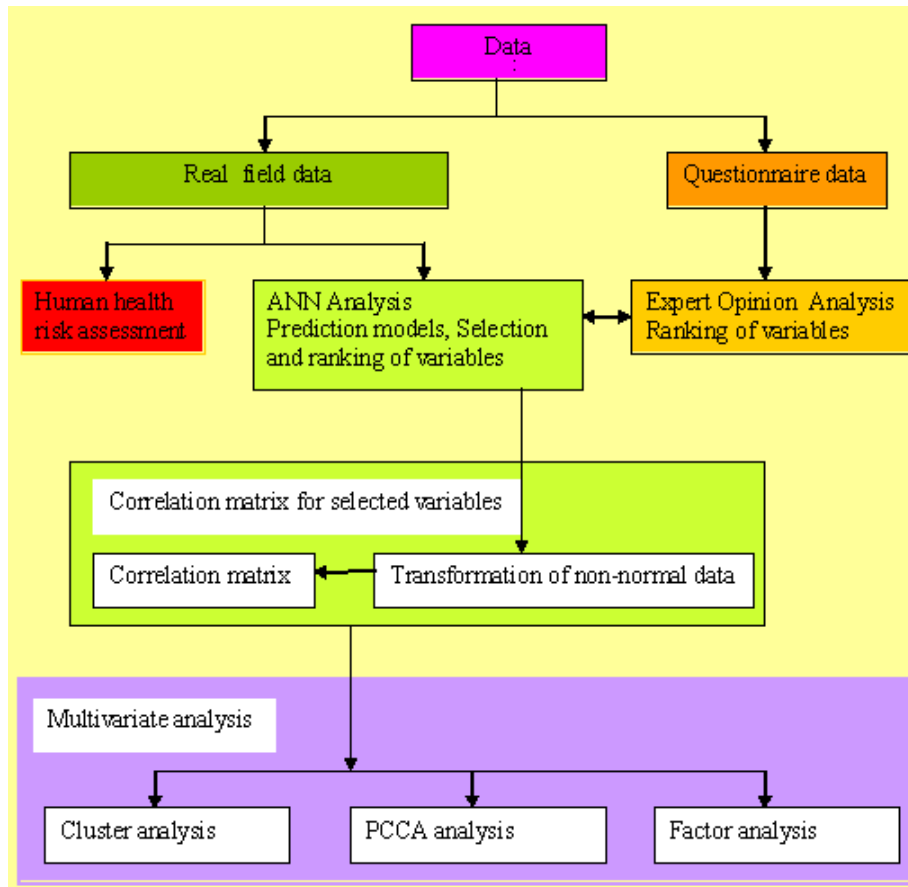 Data
:
Real field data
Questionnaire data
Human health
risk assessment
ANN Analysis
Prediction models, Selection
and ranking of variables
Expert Opinion Analysis
Ranking of variables
Correlation matrix for selected variables
Correlation matrix
Transformation of non-normal data
Multivariate analysis
Cluster analysis
PCCA analysis
Factor analysis